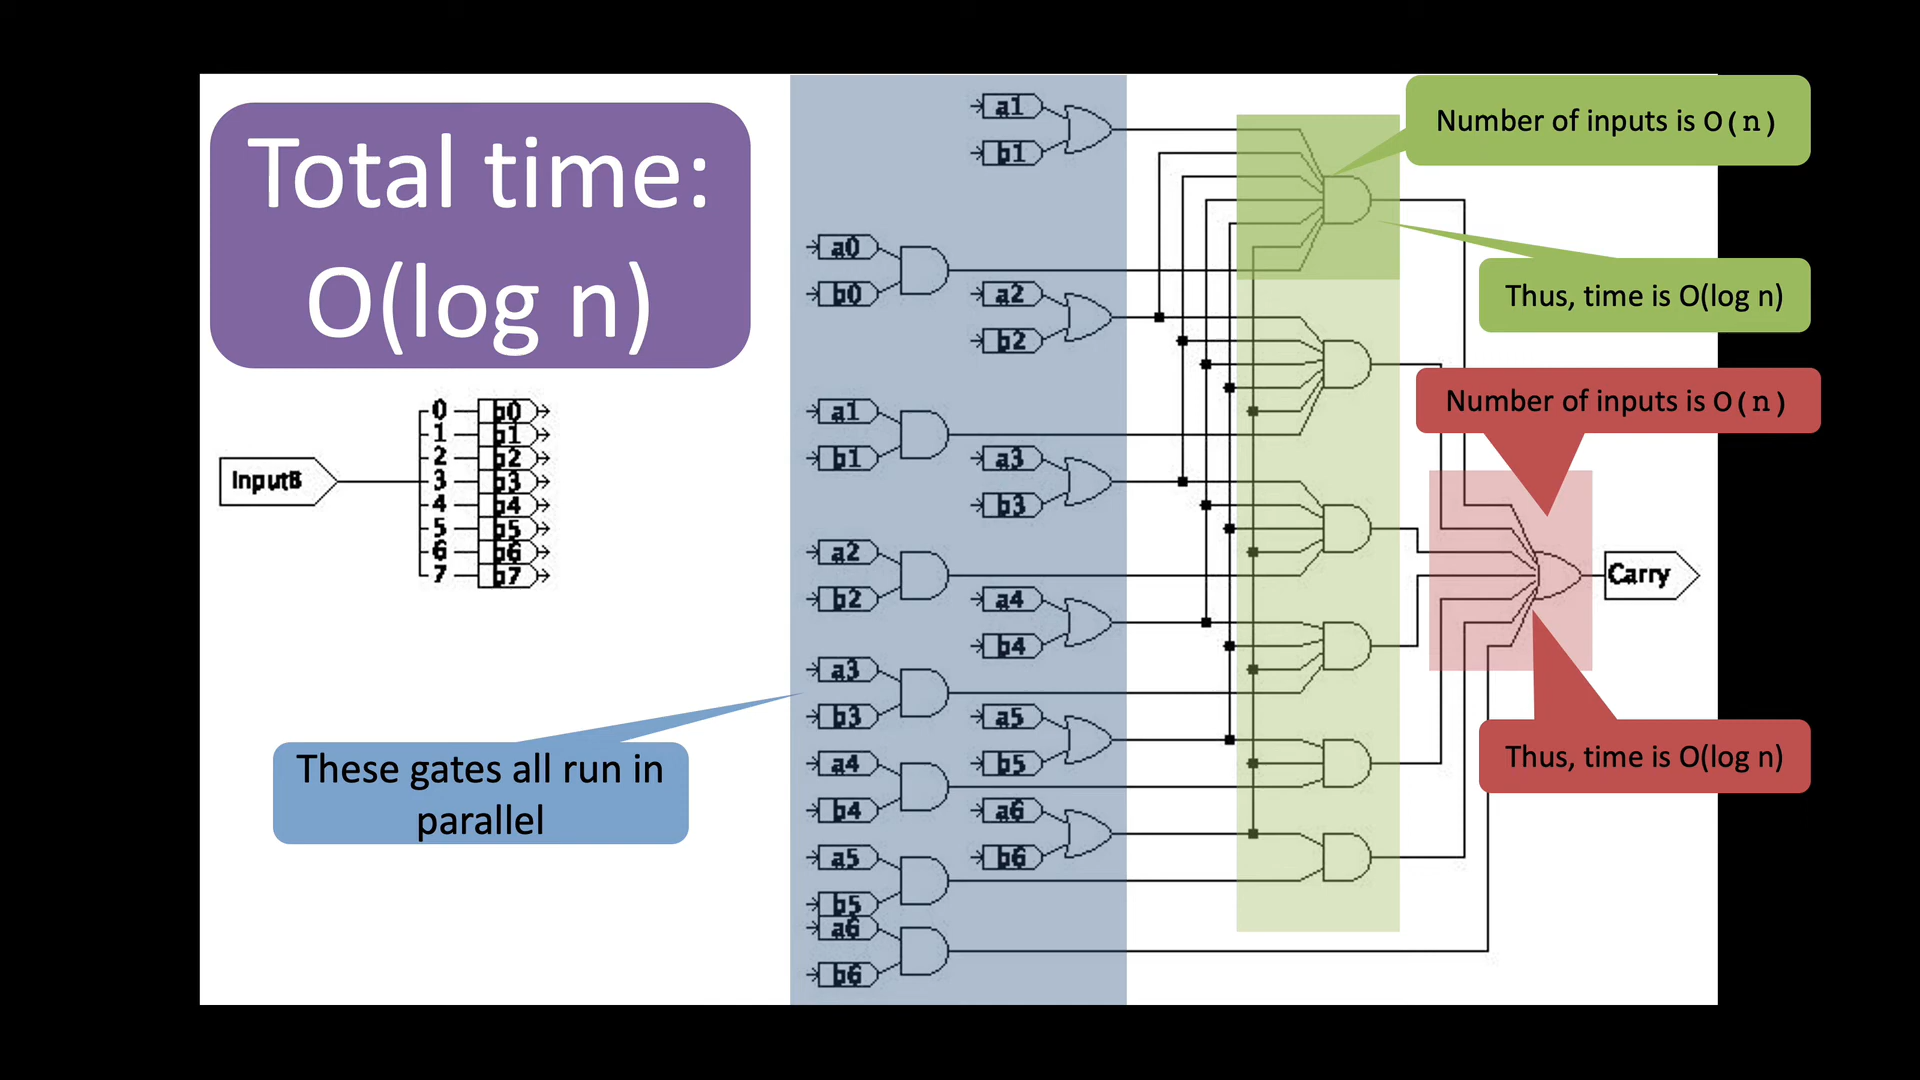 Total time:
O(log n)
Number of inputs is O(n)
Thus, time is O(log n)
Number of inputs is O(n)
Thus, time is O(log n)
These gates all run in
parallel
0 b0
1 b1
2 b2
3 b3
4 b4
5 b5
6 b6
7 b7
a1
b1
a0
b0
a2
b2
a1
b1
a3
b3
a2
b2
a4
b4
a3
b3
a5
b5
a4
b4
a6
b6
a5
b5
a6
b6
Carry